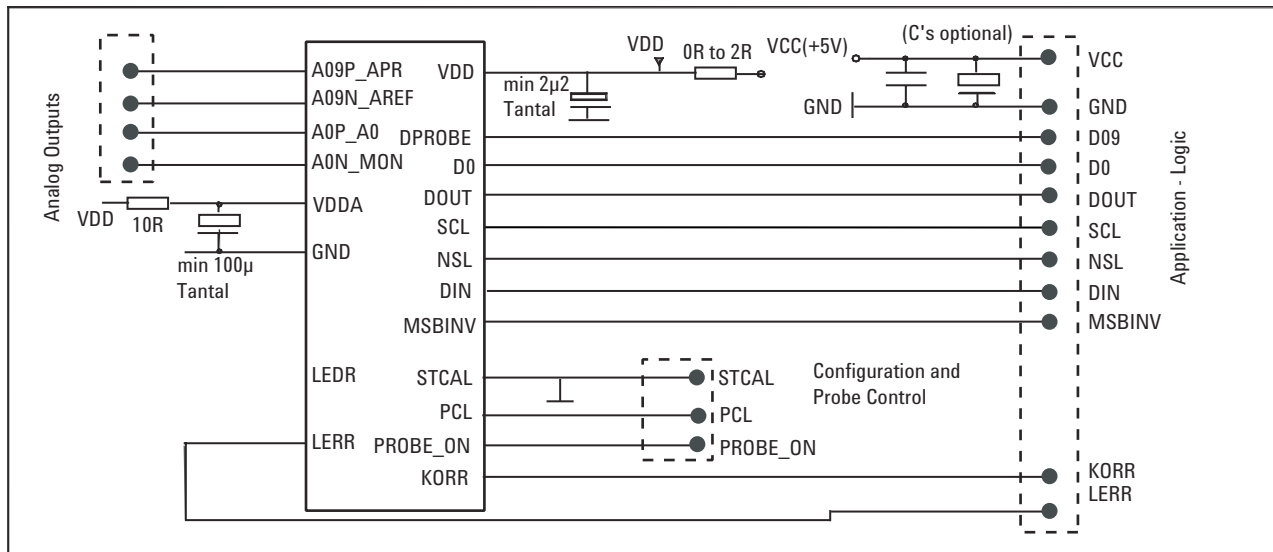 Analog Outputs
A09P_APR
A09N_AREF
A0P_A0
A0N_MON
VDD
10R
VDDA
GND
min 100µ
Tantal
LEDR
LERR
VDD
DPROBE
D0
DOUT
SCL
NSL
DIN
MSBINV
STCAL
PCL
PROBE_ON
KORR
min 2µ2
Tantal
VDD
0R to 2R
VCC(+5V)
(C's optional)
GND
STCAL
PCL
PROBE_ON
Configuration and
Probe Control
VCC
GND
D09
D0
DOUT
SCL
NSL
DIN
MSBINV
KORR
LERR
Application - Logic